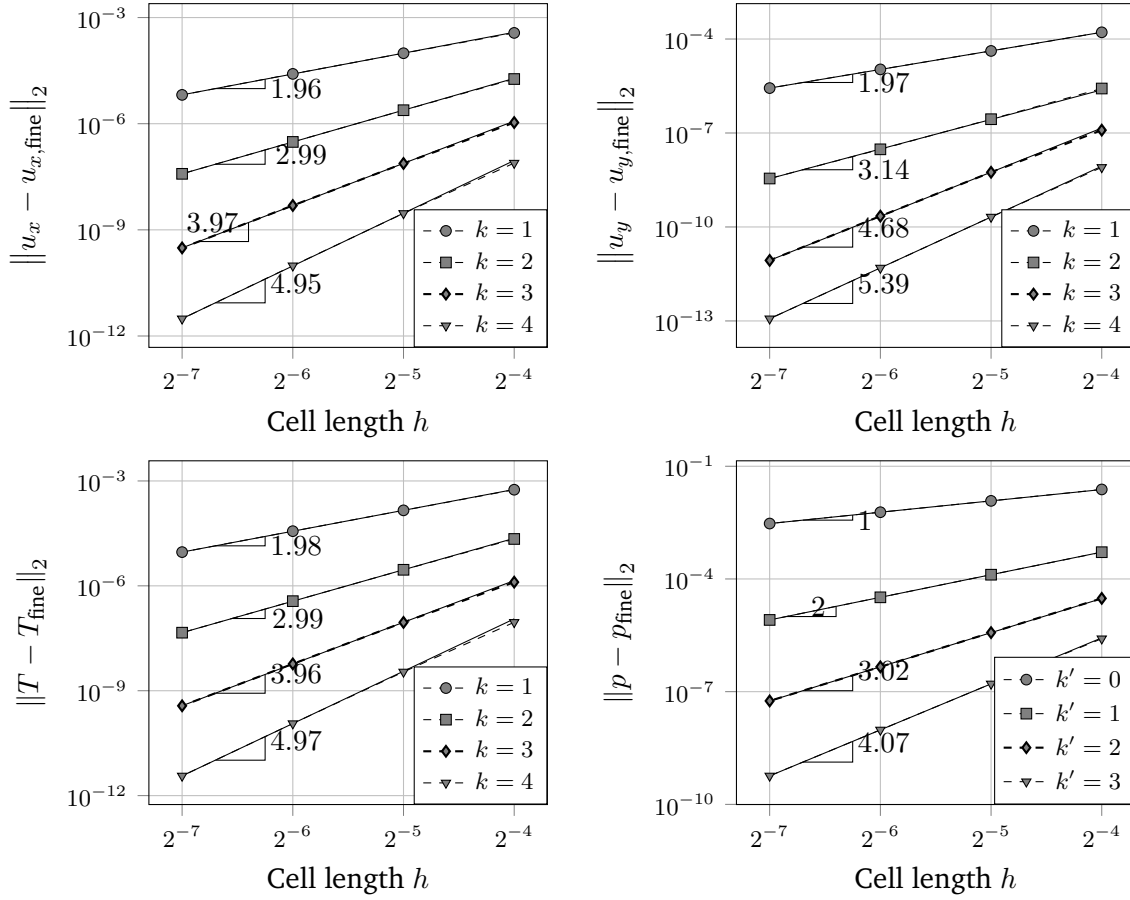 ‖u_x − u_{x,fine}‖_2
10^{−3}
10^{−6}
10^{−9}
10^{−12}
1.96
2.99
3.97
4.95
k = 1
k = 2
k = 3
k = 4
2^{−7} 2^{−6} 2^{−5} 2^{−4}
Cell length h
‖u_y − u_{y,fine}‖_2
10^{−4}
10^{−7}
10^{−10}
10^{−13}
1.97
3.14
4.68
5.39
k = 1
k = 2
k = 3
k = 4
2^{−7} 2^{−6} 2^{−5} 2^{−4}
Cell length h
‖T − T_{fine}‖_2
10^{−3}
10^{−6}
10^{−9}
10^{−12}
1.98
2.99
3.96
4.97
k = 1
k = 2
k = 3
k = 4
2^{−7} 2^{−6} 2^{−5} 2^{−4}
Cell length h
‖p − p_{fine}‖_2
10^{−1}
10^{−4}
10^{−7}
10^{−10}
1
2
3.02
4.07
k′ = 0
k′ = 1
k′ = 2
k′ = 3
2^{−7} 2^{−6} 2^{−5} 2^{−4}
Cell length h